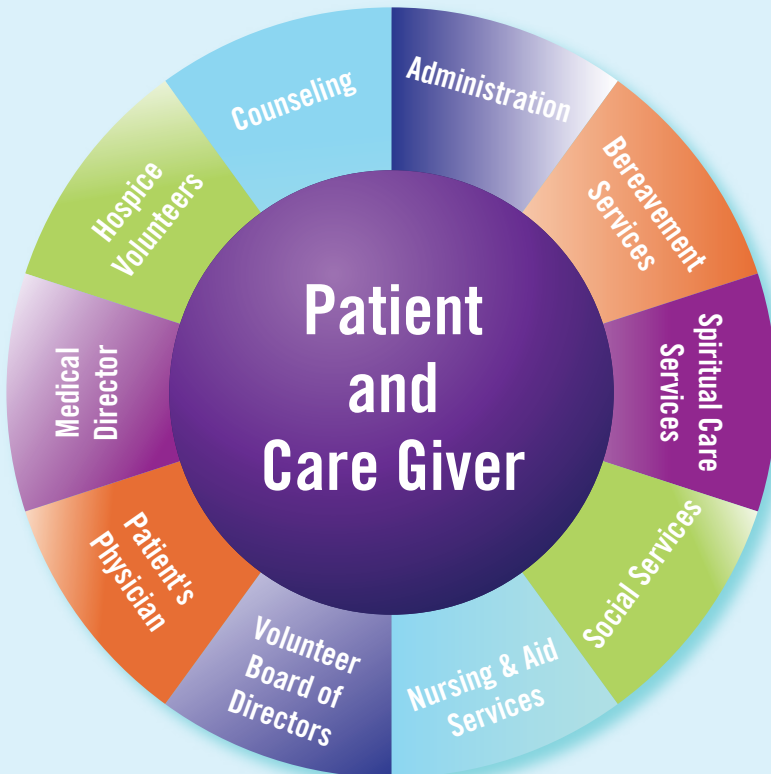 Patient
and
Care Giver
Administration
Bereavement
Services
Spiritual Care
Services
Social Services
Nursing & Aid
Services
Volunteer
Board of
Directors
Patient's
Physician
Medical
Director
Hospice
Volunteers
Counseling